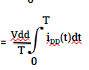 = Vdd/T ∫₀ᵀ i_DD(t)dt